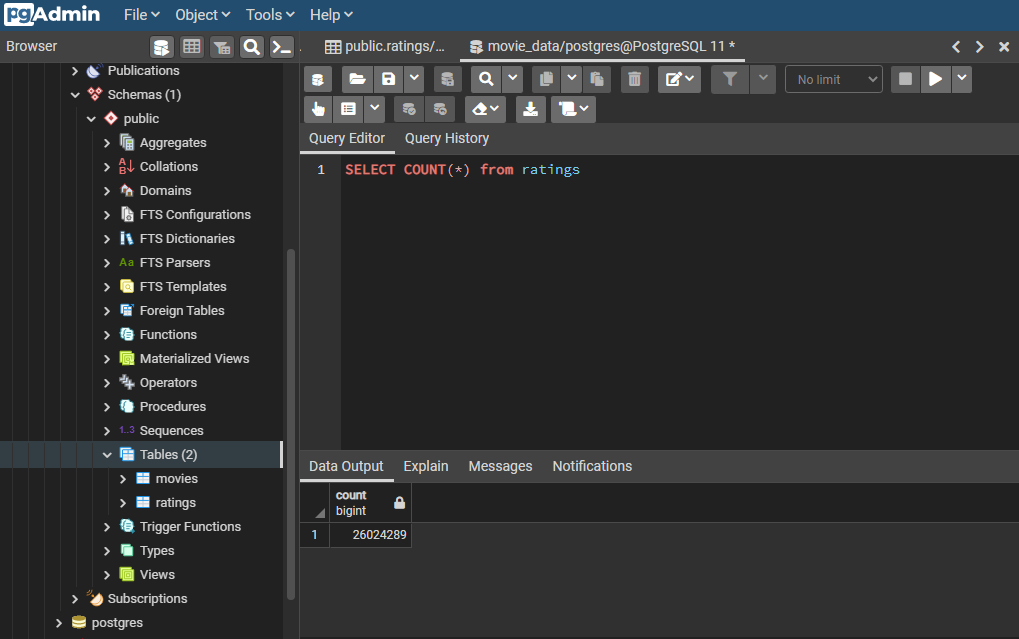 pgAdmin File Object Tools Help
Browser
public.ratings/... movie_data/postgres@PostgreSQL 11 *
No limit
Query Editor Query History
1 SELECT COUNT(*) from ratings
Publications
Schemas (1)
public
Aggregates
Collations
Domains
FTS Configurations
FTS Dictionaries
Aa FTS Parsers
FTS Templates
Foreign Tables
Functions
Materialized Views
Operators
Procedures
1..3 Sequences
Tables (2)
movies
ratings
Trigger Functions
Types
Views
Subscriptions
postgres
Data Output Explain Messages Notifications
count
bigint
1 26024289